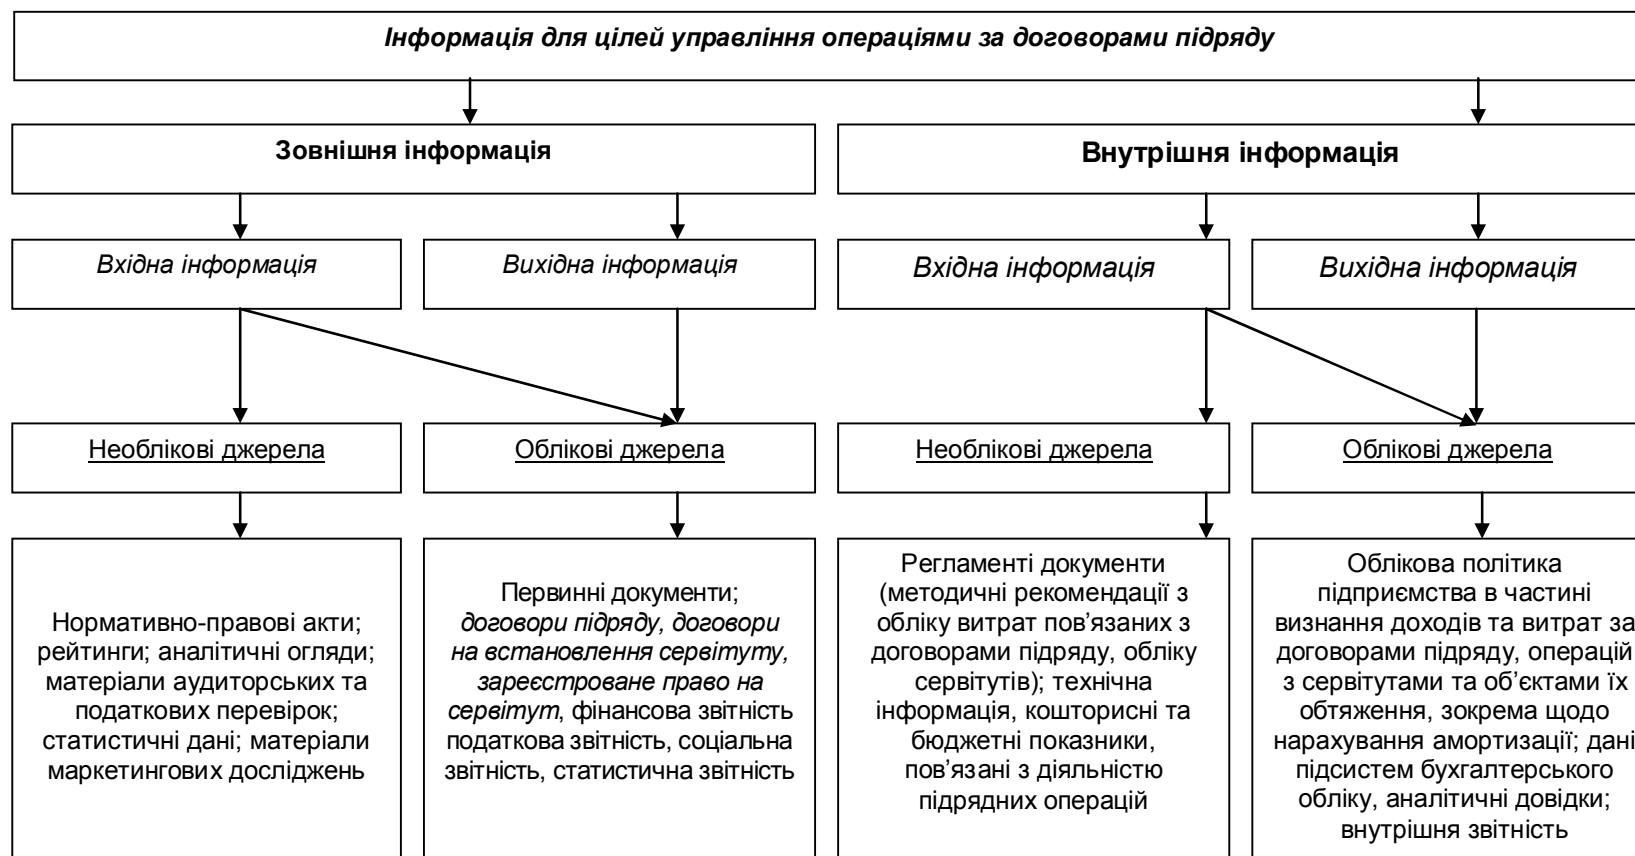 Інформація для цілей управління операціями за договорами підряду
Зовнішня інформація
Внутрішня інформація
Вхідна інформація
Вихідна інформація
Вхідна інформація
Вихідна інформація
Необлікові джерела
Облікові джерела
Необлікові джерела
Облікові джерела
Нормативно-правові акти;
рейтинги; аналітичні огляди;
матеріали аудиторських та
податкових перевірок;
статистичні дані; матеріали
маркетингових досліджень
Первинні документи;
договори підряду, договори
на встановлення сервітуту,
зареєстроване право на
сервітут, фінансова звітність
податкова звітність, соціальна
звітність, статистична звітність
Регламенті документи
(методичні рекомендації з
обліку витрат пов’язаних з
договорами підряду, обліку
сервітутів); технічна
інформація, кошторисні та
бюджетні показники,
пов’язані з діяльністю
підрядних операцій
Облікова політика
підприємства в частині
визнання доходів та витрат за
договорами підряду, операцій
з сервітутами та об’єктами їх
обтяження, зокрема щодо
нарахування амортизації; дані
підсистем бухгалтерського
обліку, аналітичні довідки;
внутрішня звітність